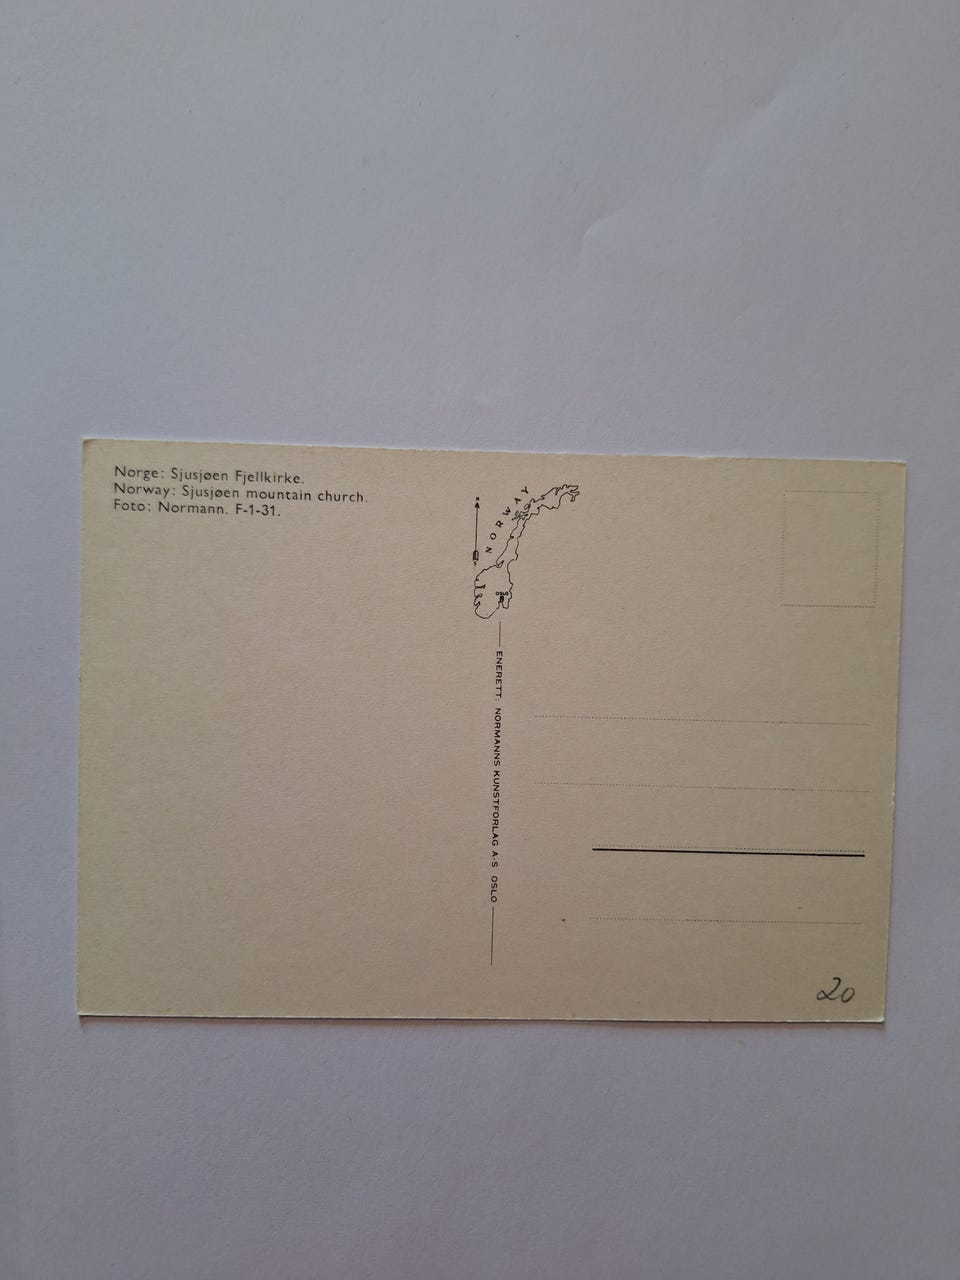 Norge: Sjusjøen Fjellkirke.
Norway: Sjusjøen mountain church.
Foto: Normann. F-1-31.
NORWAY
OSLO
ENERETT: NORMANNS KUNSTFORLAG A-S OSLO
20